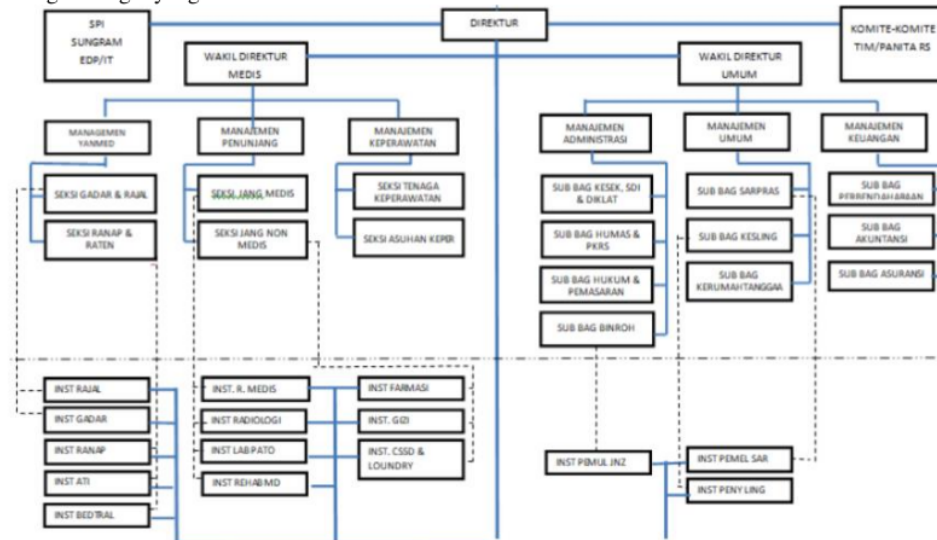 DIREKTUR
SPI
SUNGRAM
EDP/IT
KOMITE-KOMITE
TIM/PANITA RS
WAKIL DIREKTUR
MEDIS
WAKIL DIREKTUR
UMUM
MANAGEMEN
YANMED
MANAJEMEN
PENUNJANG
MANAJEMEN
KEPERAWATAN
MANAJEMEN
ADMINISTRASI
MANAJEMEN
UMUM
MANAJEMEN
KEUANGAN
SEKSI GADAR & RAJAL
SEKSI RANAP &
RATEN
SEKSI JANG MEDIS
SEKSI JANG NON
MEDIS
SEKSI TENAGA
KEPERAWATAN
SEKSI ASUHAN KEPER
SUB BAG KESEK, SDI
& DIKLAT
SUB BAG HUMAS &
PKRS
SUB BAG HUKUM &
PEMASARAN
SUB BAG BINROH
SUB BAG SARPRAS
SUB BAG KESLING
SUB BAG
KERUMAHTANGGAA
SUB BAG
PERBENDAHARAAN
SUB BAG
AKUNTANSI
SUB BAG ASURANSI
INST RAJAL
INST GADAR
INST RANAP
INST ATI
INST BEDTRAL
INST. R. MEDIS
INST RADIOLOGI
INST LAB PATO
INST REHAB MD
INST FARMASI
INST. GIZI
INST. CSSD &
LOUNDRY
INST PEMUL JNZ
INST PEMEL SAR
INST PENY LING